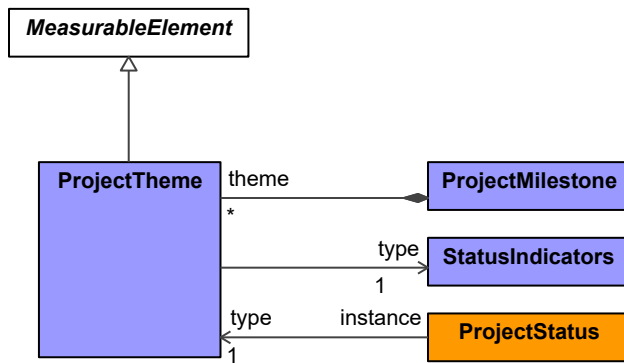 MeasurableElement
ProjectTheme
theme
*
ProjectMilestone
type
1
StatusIndicators
type
1
instance
ProjectStatus